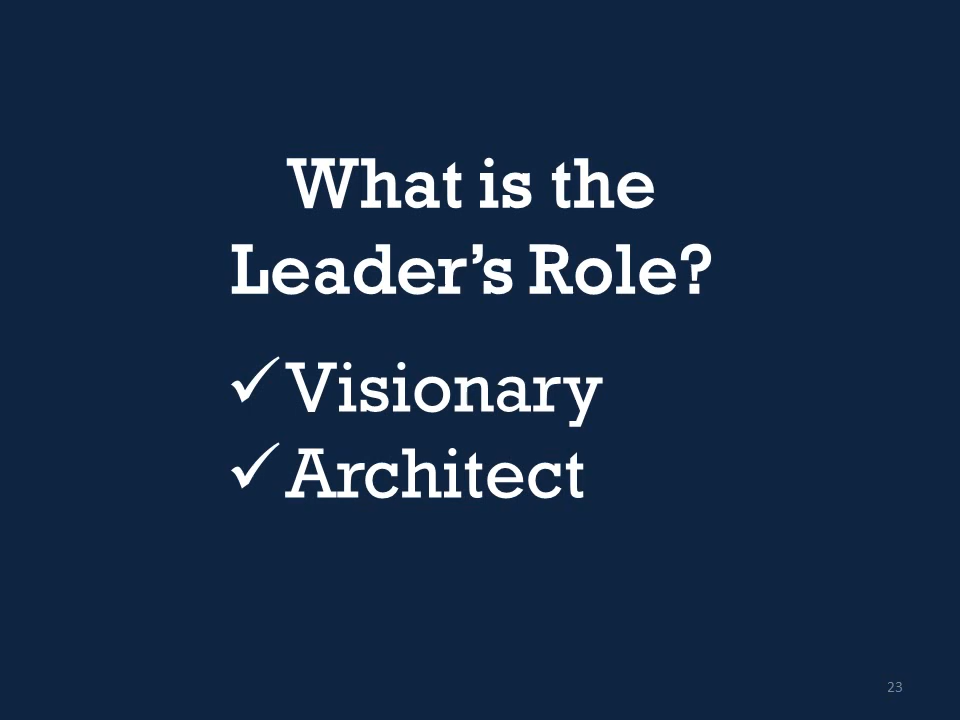 What is the
Leader’s Role?
✓Visionary
✓Architect
23